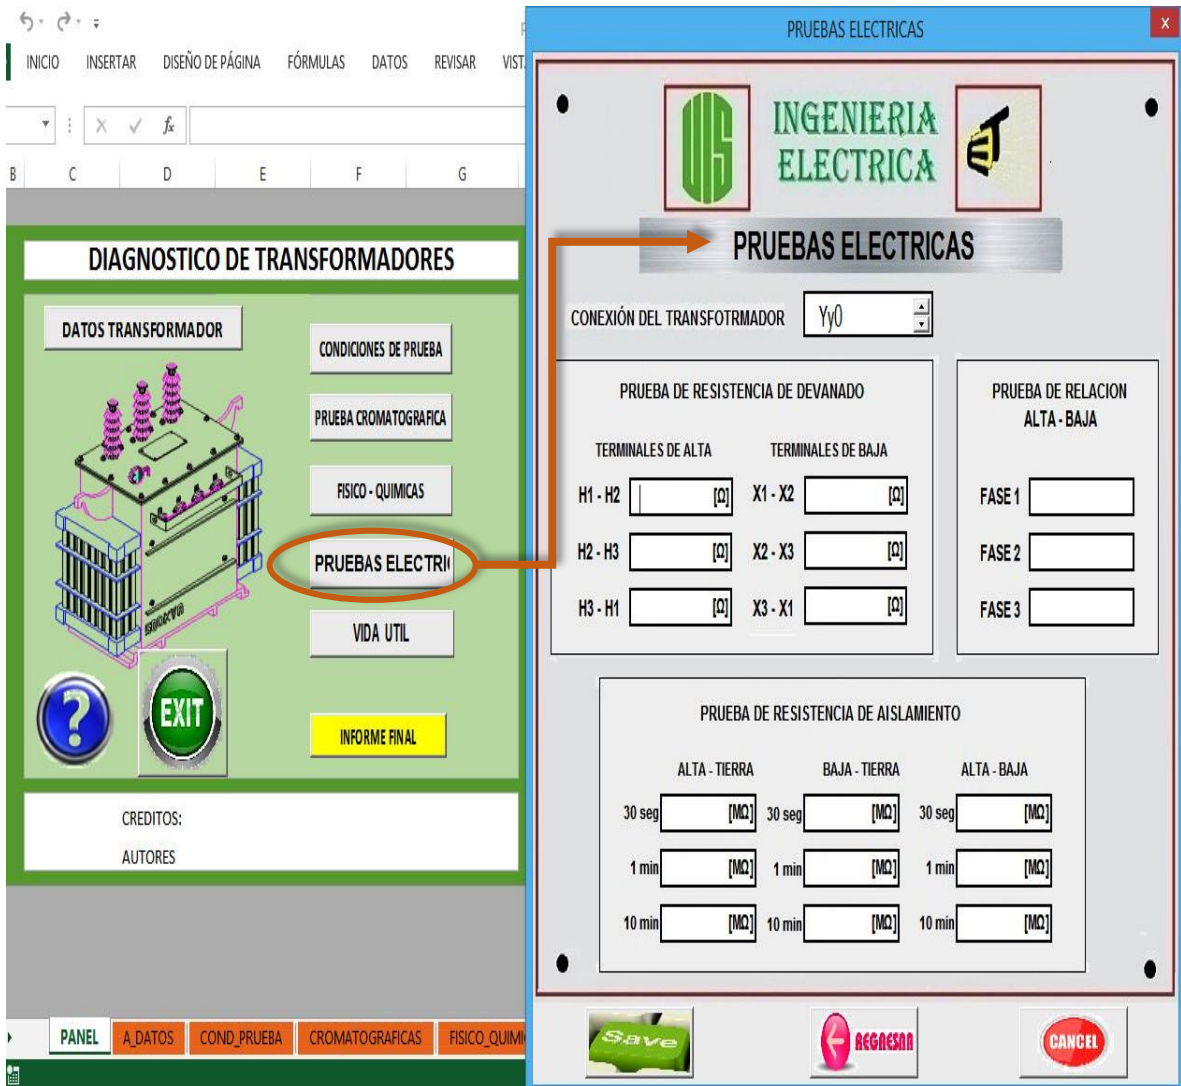 INICIO INSERTAR DISEÑO DE PÁGINA FÓRMULAS DATOS REVISAR
fx
B C D E F G
DIAGNOSTICO DE TRANSFORMADORES
DATOS TRANSFORMADOR
CONDICIONES DE PRUEBA
PRUEBA CROMATOGRAFICA
FISICO - QUIMICAS
PRUEBAS ELECTRI
VIDA UTIL
?
EXIT
INFORME FINAL
CREDITOS:
AUTORES
PANEL A_DATOS COND_PRUEBA CROMATOGRAFICAS FISICO_QUIMI
PRUEBAS ELECTRICAS
X
UIS
INGENIERIA
ELECTRICA
PRUEBAS ELECTRICAS
CONEXIÓN DEL TRANSFOTRMADOR Yy0
PRUEBA DE RESISTENCIA DE DEVANADO
TERMINALES DE ALTA TERMINALES DE BAJA
H1 - H2 [Ω] X1 - X2 [Ω]
H2 - H3 [Ω] X2 - X3 [Ω]
H3 - H1 [Ω] X3 - X1 [Ω]
PRUEBA DE RELACION
ALTA - BAJA
FASE 1
FASE 2
FASE 3
PRUEBA DE RESISTENCIA DE AISLAMIENTO
ALTA - TIERRA BAJA - TIERRA ALTA - BAJA
30 seg [MΩ] 30 seg [MΩ] 30 seg [MΩ]
1 min [MΩ] 1 min [MΩ] 1 min [MΩ]
10 min [MΩ] 10 min [MΩ] 10 min [MΩ]
Save REGRESAR CANCEL